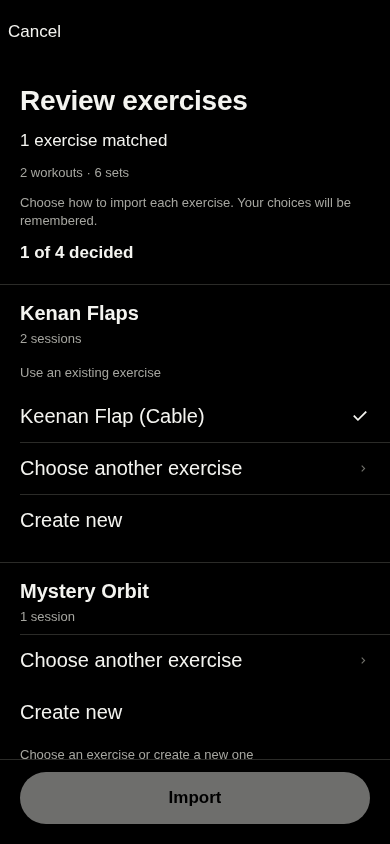 Cancel
Review exercises
1 exercise matched
2 workouts · 6 sets
Choose how to import each exercise. Your choices will be
remembered.
1 of 4 decided
Kenan Flaps
2 sessions
Use an existing exercise
Keenan Flap (Cable)
Choose another exercise
Create new
Mystery Orbit
1 session
Choose another exercise
Create new
Choose an exercise or create a new one
Import